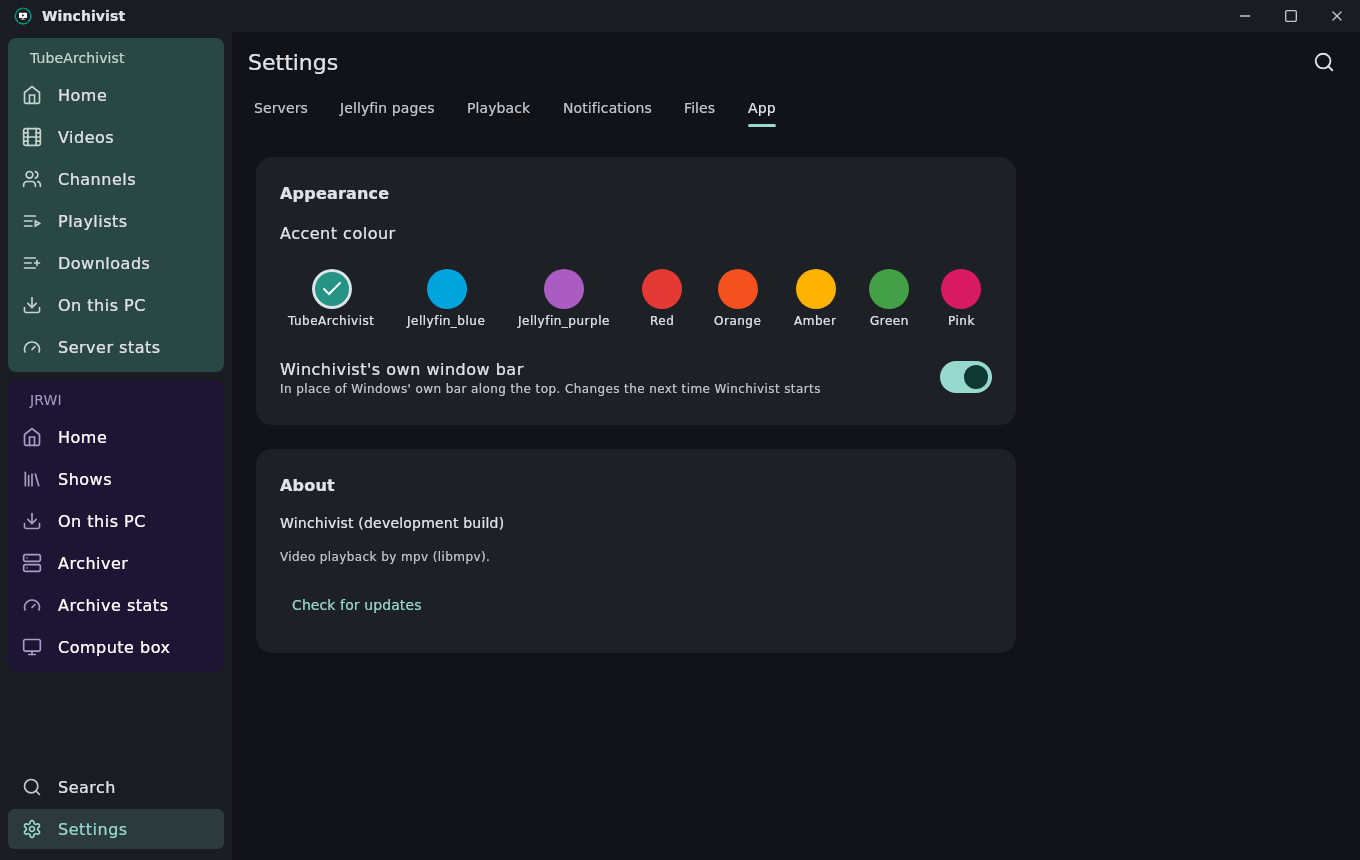 Winchivist
TubeArchivist
Home
Videos
Channels
Playlists
Downloads
On this PC
Server stats
JRWI
Home
Shows
On this PC
Archiver
Archive stats
Compute box
Search
Settings
Settings
Servers
Jellyfin pages
Playback
Notifications
Files
App
Appearance
Accent colour
TubeArchivist
Jellyfin_blue
Jellyfin_purple
Red
Orange
Amber
Green
Pink
Winchivist's own window bar
In place of Windows' own bar along the top. Changes the next time Winchivist starts
About
Winchivist (development build)
Video playback by mpv (libmpv).
Check for updates